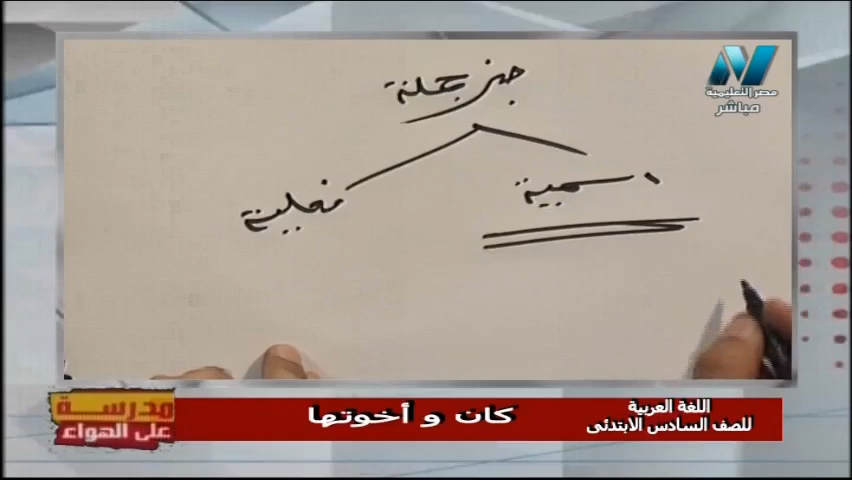 مصر التعليمية
مباشر
خبر جملة
اسمية
فعلية
اللغة العربية
للصف السادس الابتدائى
كان و أخوتها
مدرسة
على الهواء